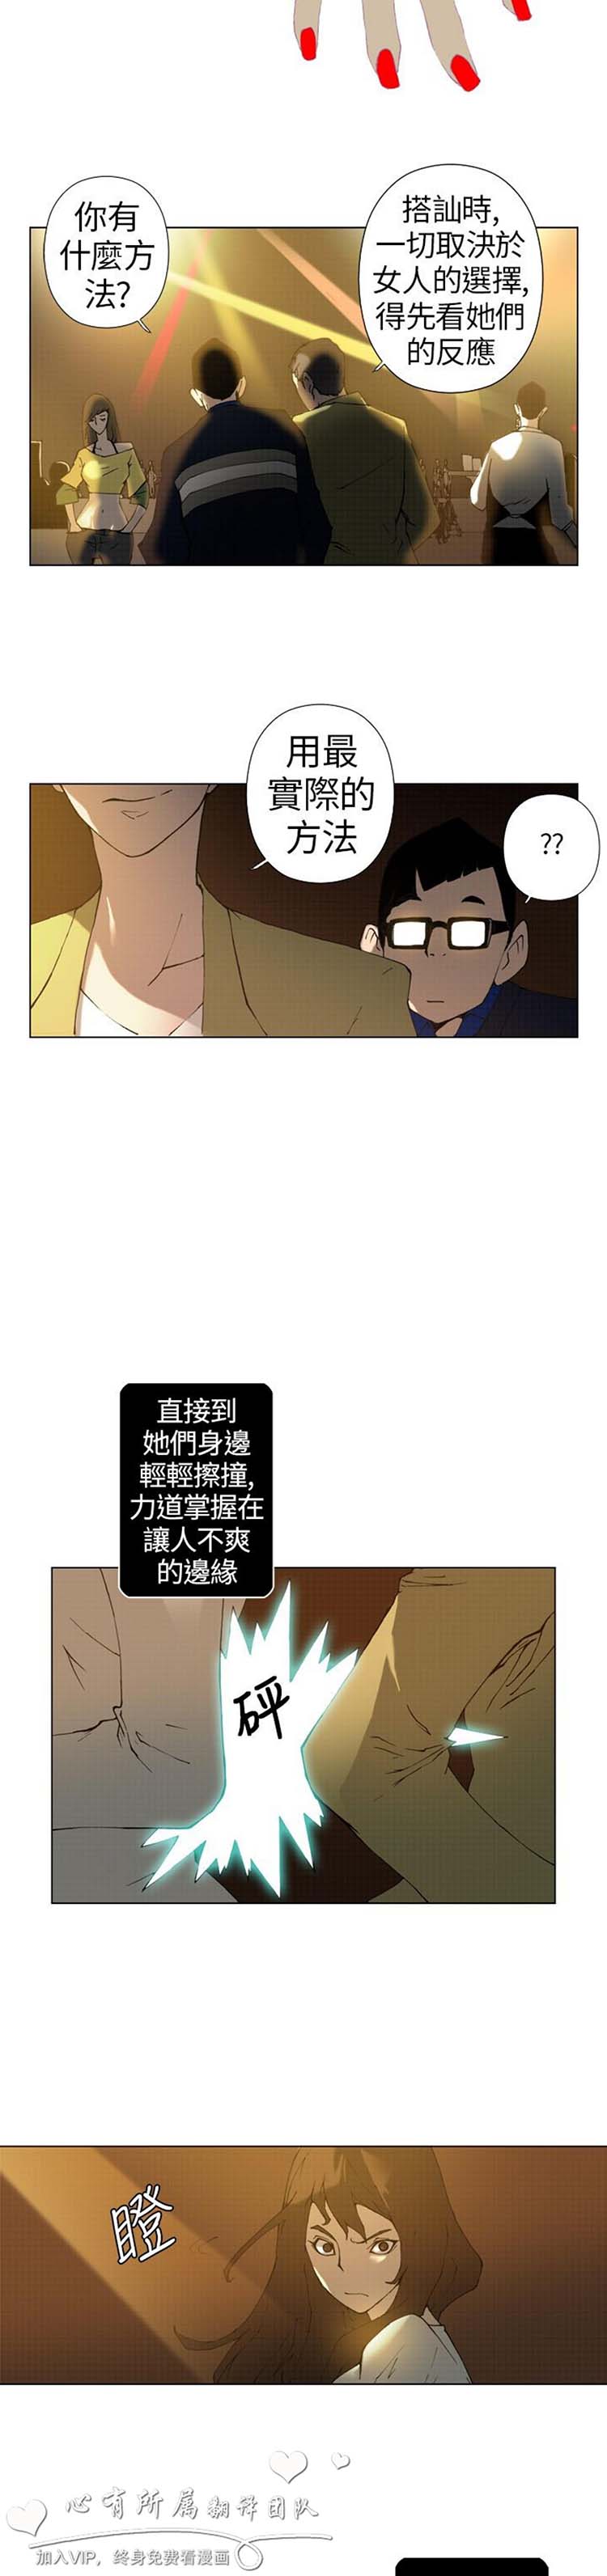 搭訕時,
一切取決於
女人的選擇,
得先看她們
的反應
你有
什麼方
法?
用最
實際的
方法
??
直接到
她們身邊
輕輕擦撞,
力道掌握在
讓人不爽
的邊緣
砰
瞪
心有所属翻译团队
加入VIP，终身免费看漫画